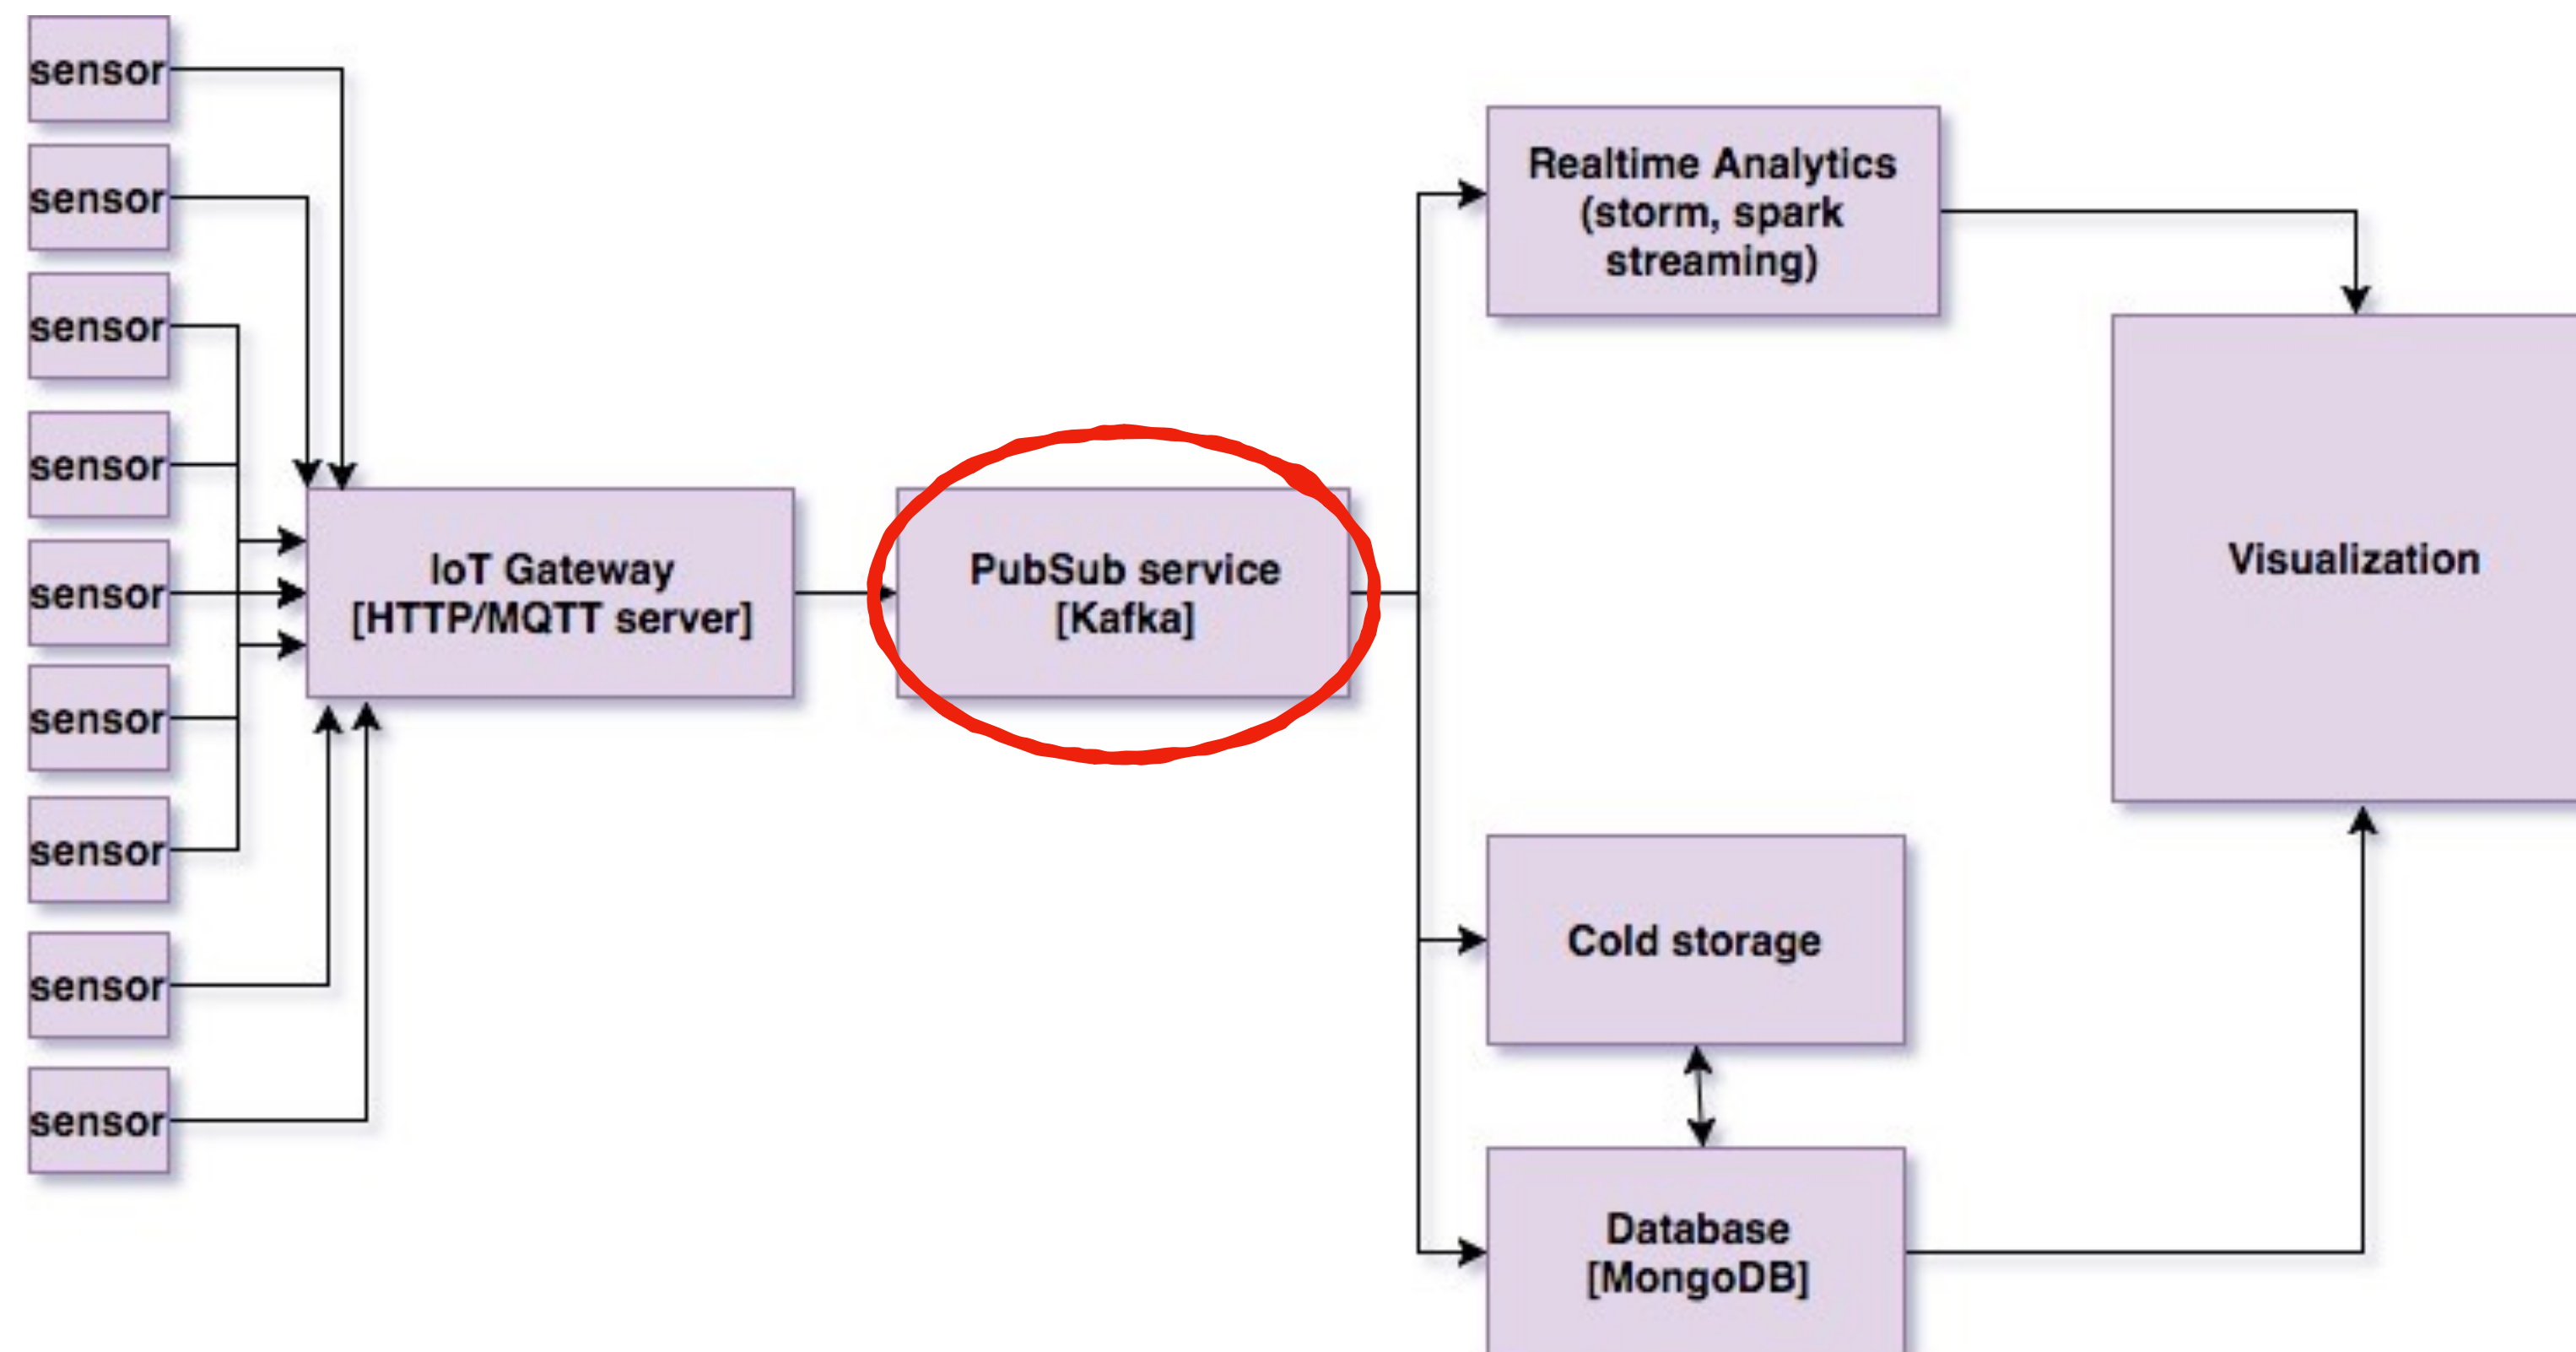 sensor
sensor
sensor
sensor
sensor
sensor
sensor
sensor
sensor
IoT Gateway
[HTTP/MQTT server]
PubSub service
[Kafka]
Realtime Analytics
(storm, spark
streaming)
Cold storage
Database
[MongoDB]
Visualization